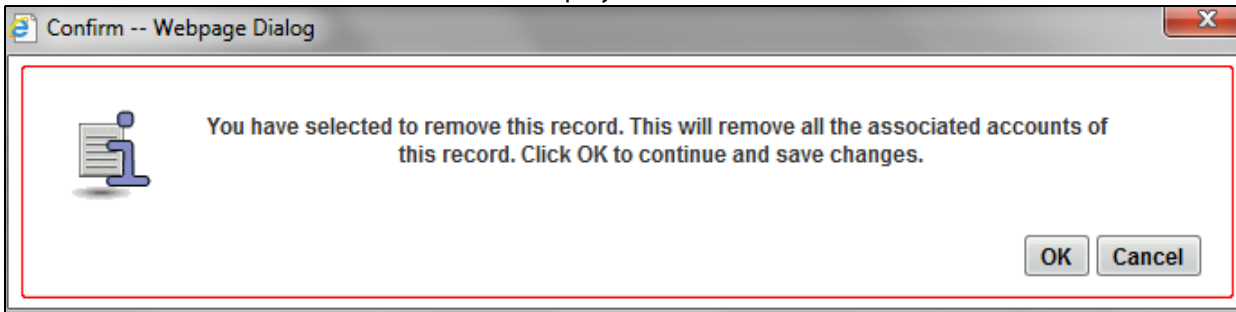 Confirm -- Webpage Dialog
X
You have selected to remove this record. This will remove all the associated accounts of
this record. Click OK to continue and save changes.
OK Cancel